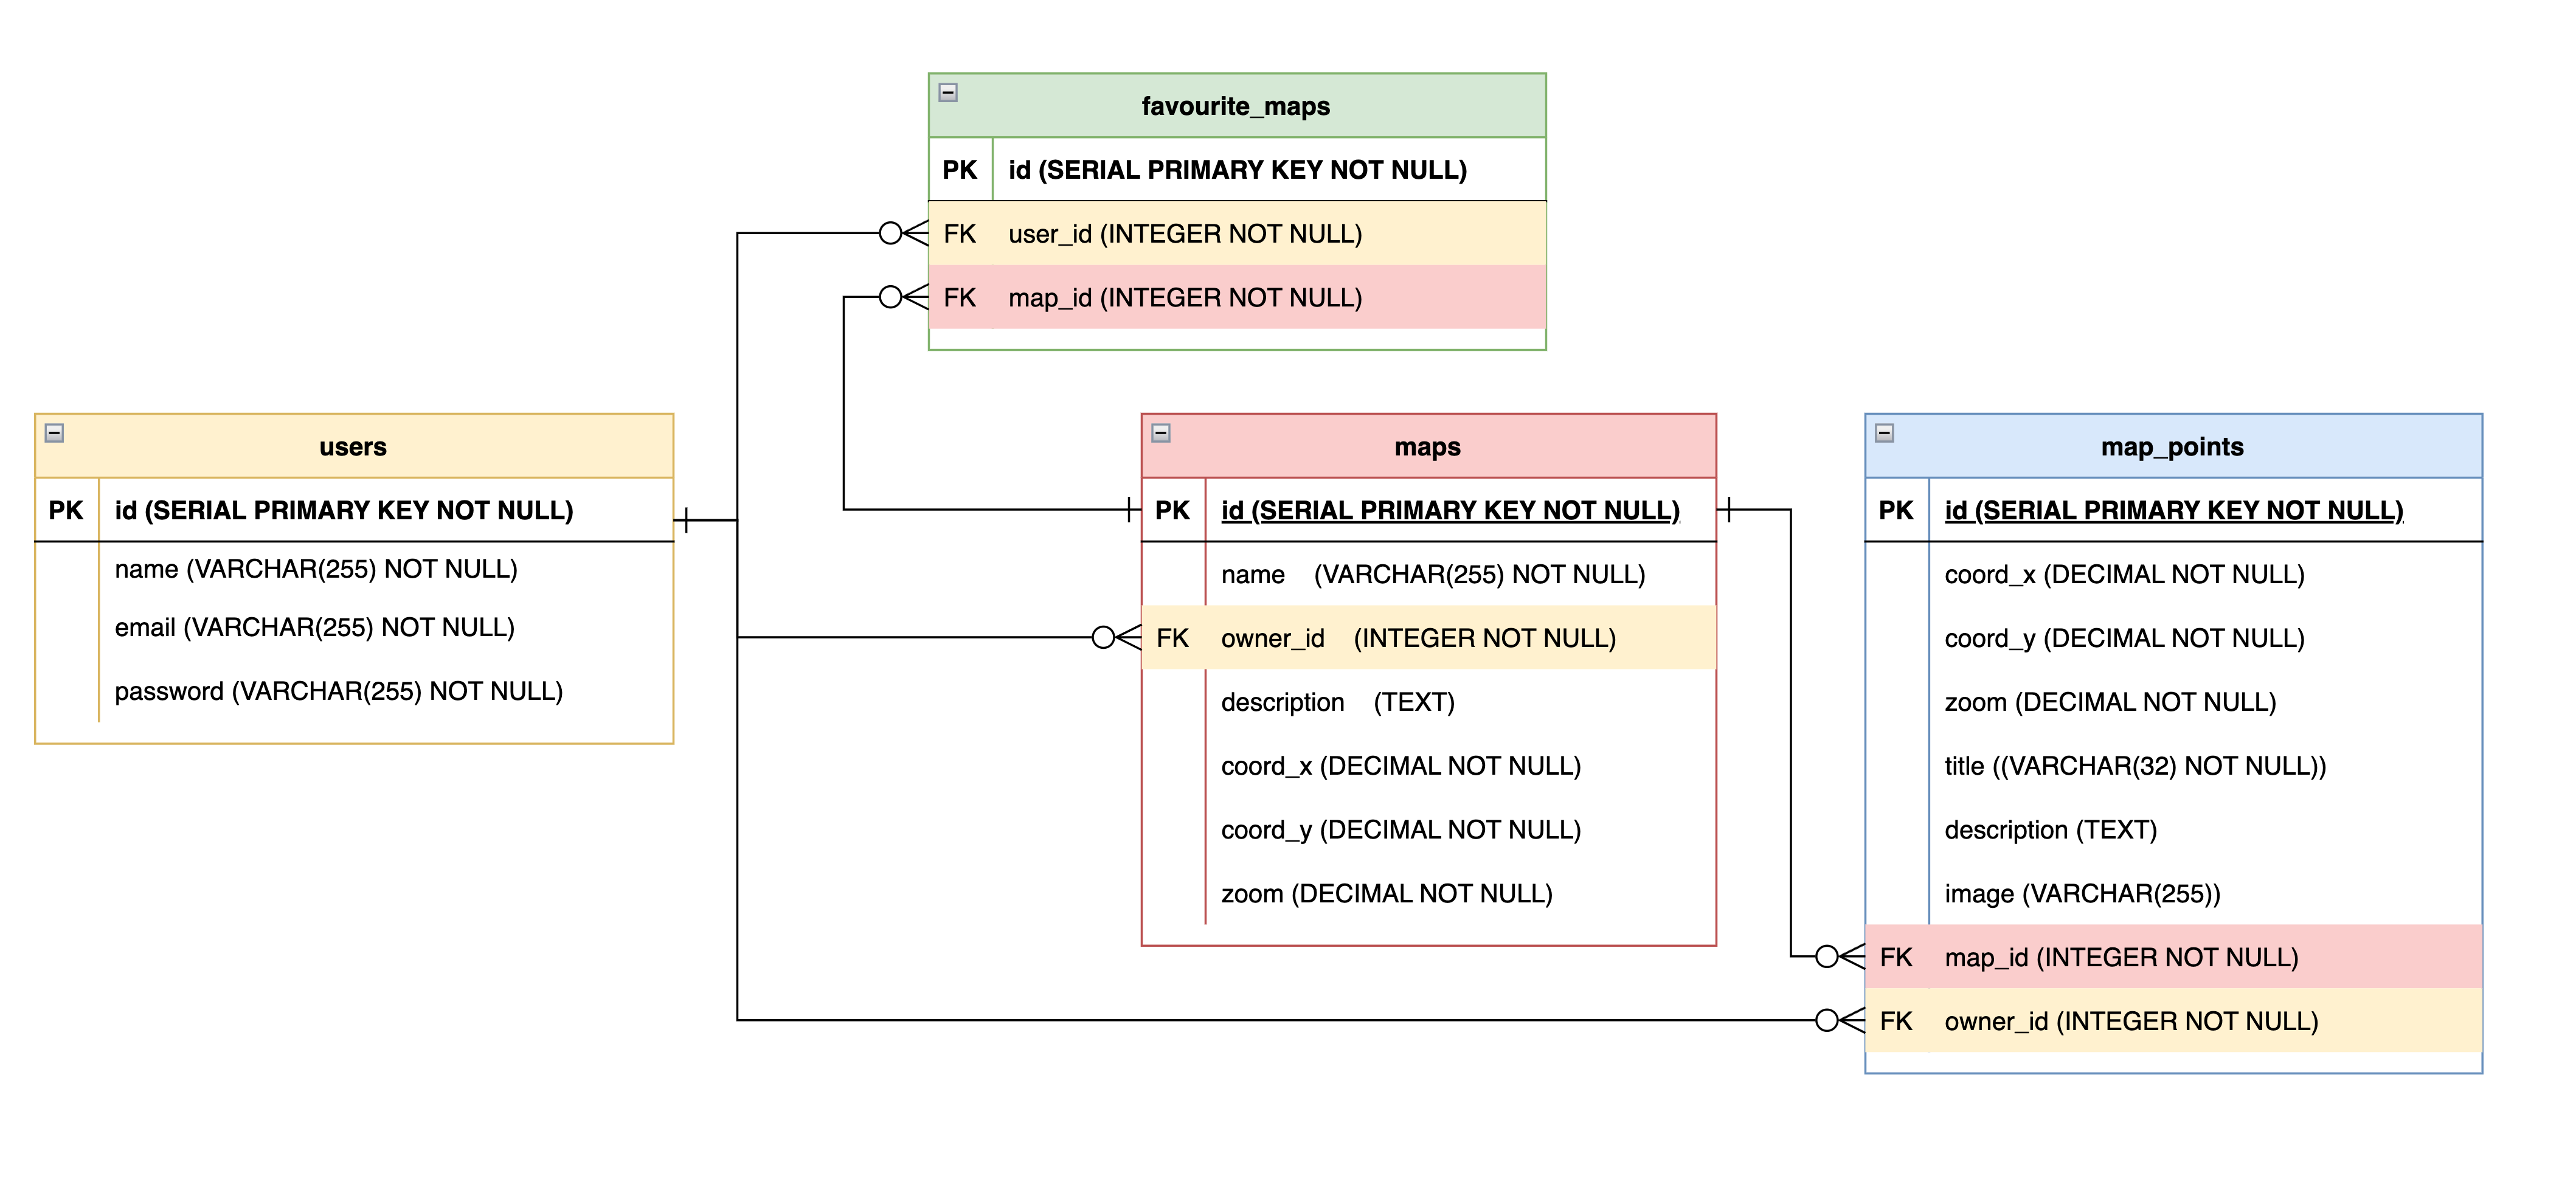 favourite_maps
PK id (SERIAL PRIMARY KEY NOT NULL)
FK user_id (INTEGER NOT NULL)
FK map_id (INTEGER NOT NULL)
users
PK id (SERIAL PRIMARY KEY NOT NULL)
name (VARCHAR(255) NOT NULL)
email (VARCHAR(255) NOT NULL)
password (VARCHAR(255) NOT NULL)
maps
PK id (SERIAL PRIMARY KEY NOT NULL)
name (VARCHAR(255) NOT NULL)
FK owner_id (INTEGER NOT NULL)
description (TEXT)
coord_x (DECIMAL NOT NULL)
coord_y (DECIMAL NOT NULL)
zoom (DECIMAL NOT NULL)
map_points
PK id (SERIAL PRIMARY KEY NOT NULL)
coord_x (DECIMAL NOT NULL)
coord_y (DECIMAL NOT NULL)
zoom (DECIMAL NOT NULL)
title ((VARCHAR(32) NOT NULL))
description (TEXT)
image (VARCHAR(255))
FK map_id (INTEGER NOT NULL)
FK owner_id (INTEGER NOT NULL)